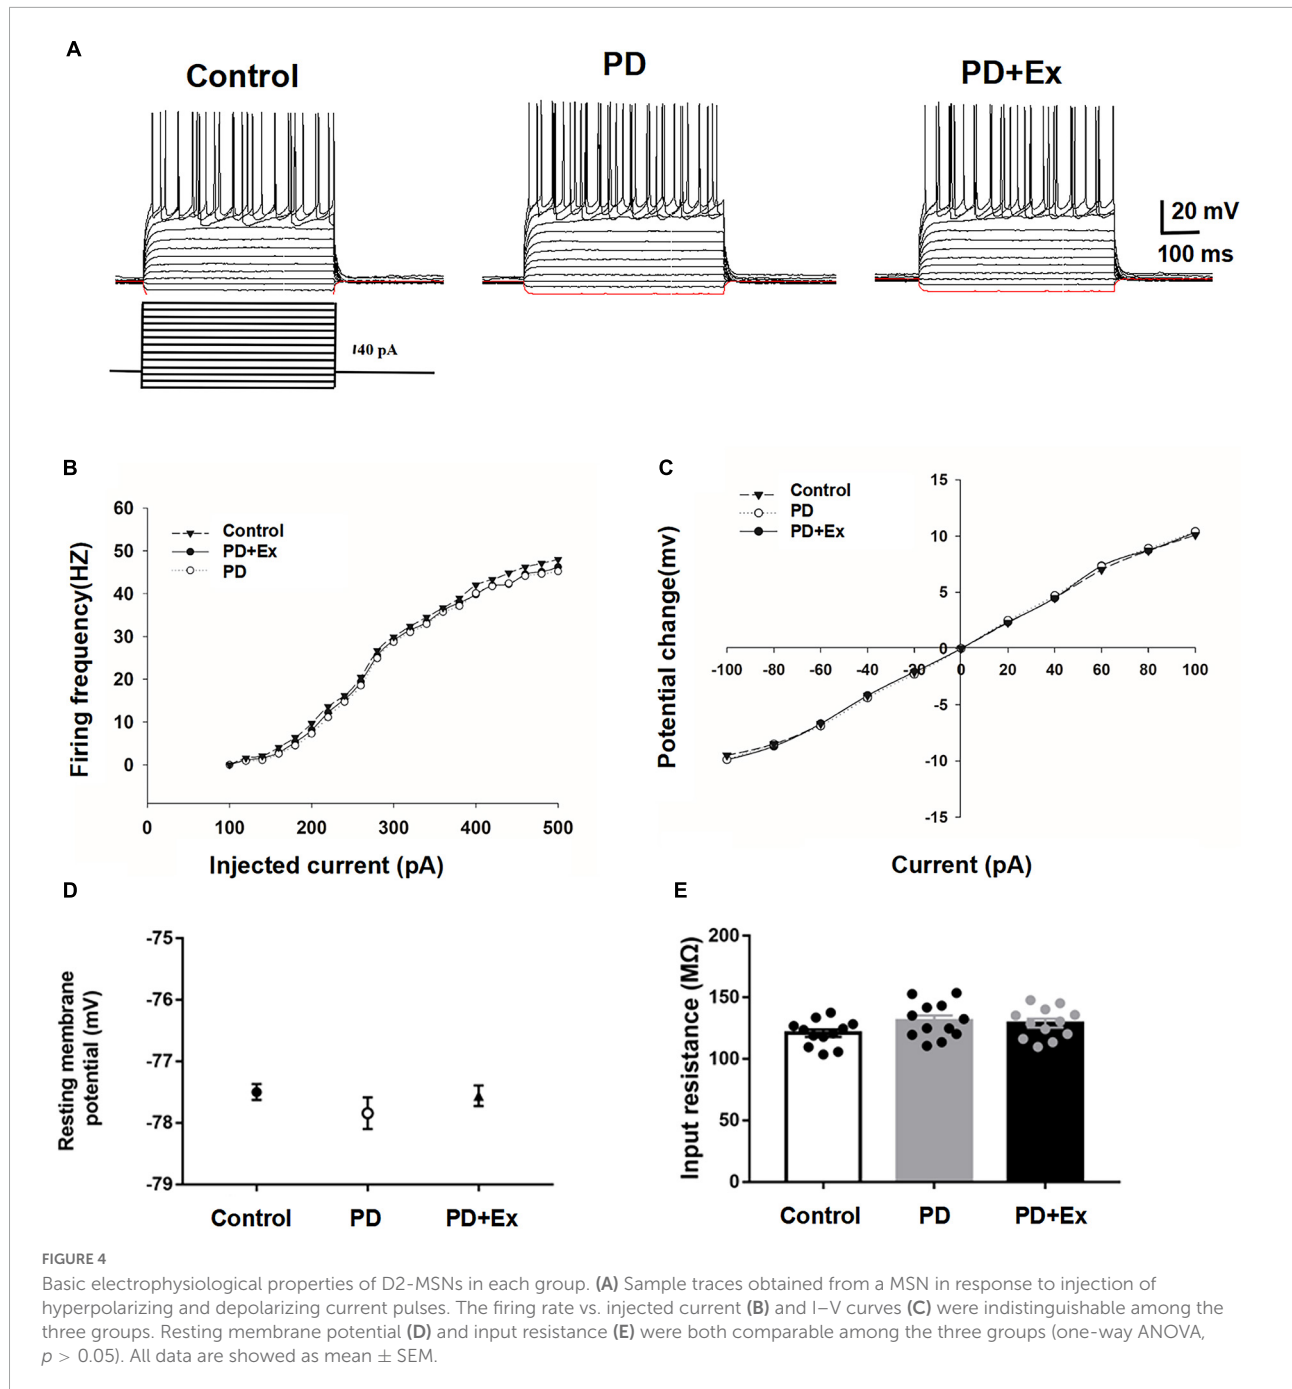 A
Control
PD
PD+Ex
20 mV
100 ms
140 pA
B
60
50
40
30
20
10
0
Firing frequency(HZ)
Control
PD+Ex
PD
0 100 200 300 400 500
Injected current (pA)
C
15
10
5
0
-5
-10
-15
Potential change(mv)
Control
PD
PD+Ex
-100 -80 -60 -40 -20 0 20 40 60 80 100
Current (pA)
D
-75
-76
-77
-78
-79
Resting membrane
potential (mV)
Control PD PD+Ex
E
200
150
100
50
0
Input resistance (MΩ)
Control PD PD+Ex
FIGURE 4
Basic electrophysiological properties of D2-MSNs in each group. (A) Sample traces obtained from a MSN in response to injection of
hyperpolarizing and depolarizing current pulses. The firing rate vs. injected current (B) and I–V curves (C) were indistinguishable among the
three groups. Resting membrane potential (D) and input resistance (E) were both comparable among the three groups (one-way ANOVA,
p > 0.05). All data are showed as mean ± SEM.